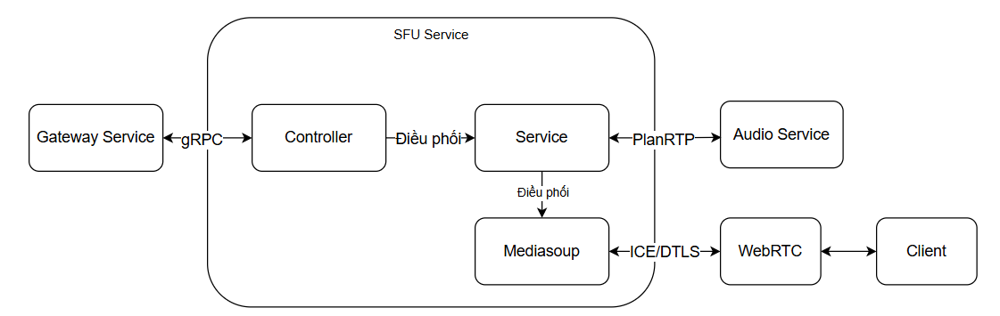 SFU Service
Gateway Service
gRPC
Controller
Điều phối
Service
PlanRTP
Audio Service
Điều phối
Mediasoup
ICE/DTLS
WebRTC
Client